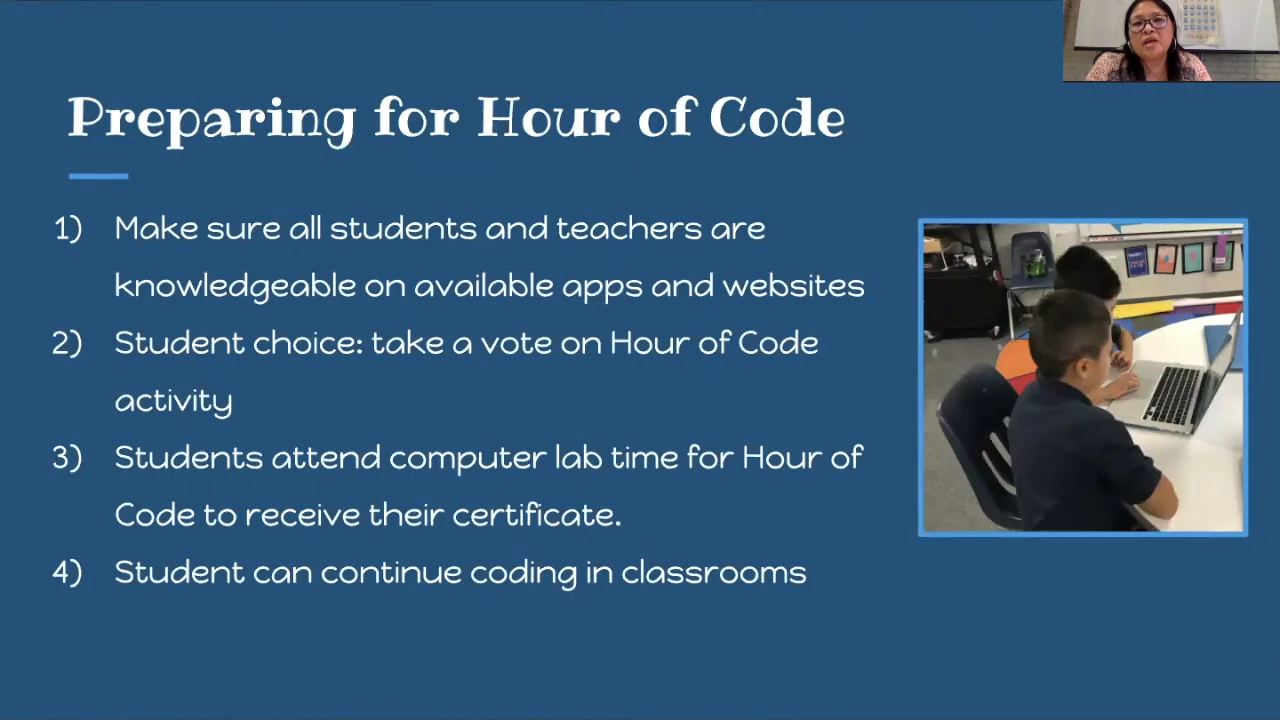 Preparing for Hour of Code
1) Make sure all students and teachers are
knowledgeable on available apps and websites
2) Student choice: take a vote on Hour of Code
activity
3) Students attend computer lab time for Hour of
Code to receive their certificate.
4) Student can continue coding in classrooms